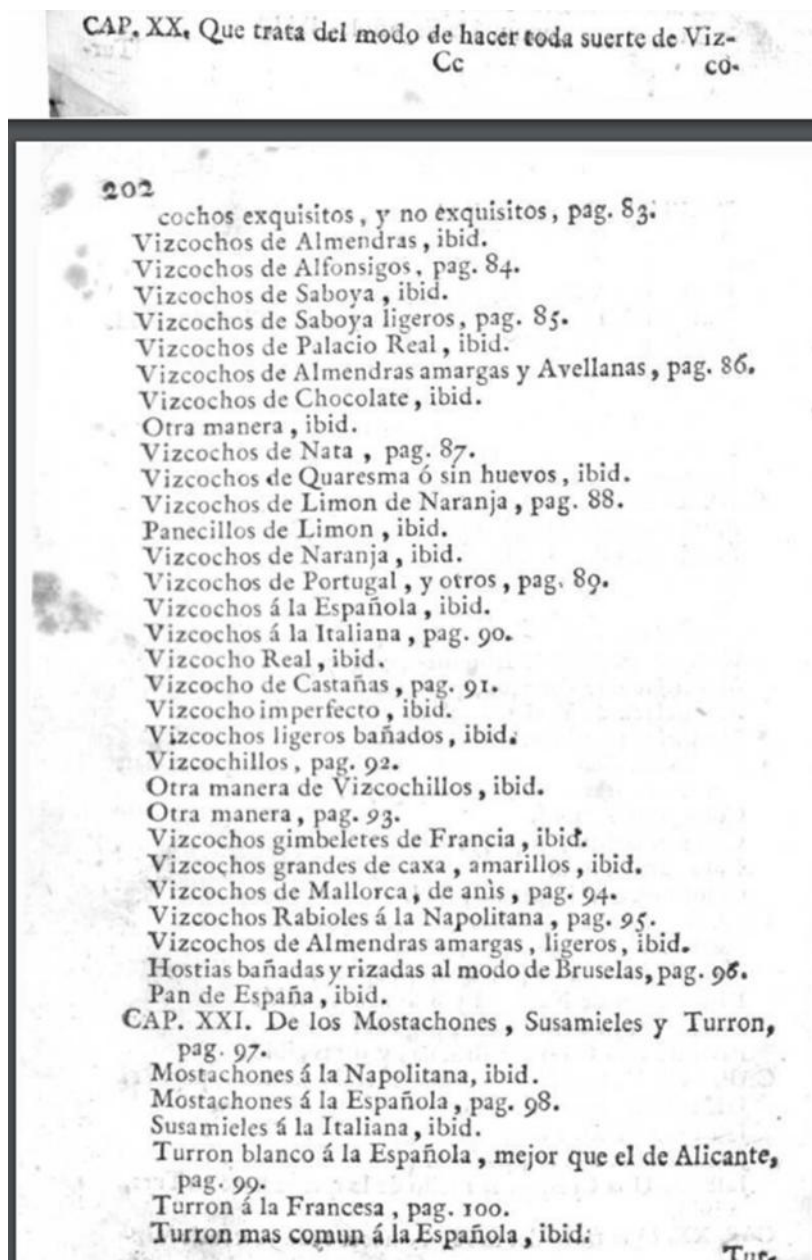 CAP. XX. Que trata del modo de hacer toda suerte de Viz-
Cc co-
202
cochos exquisitos, y no exquisitos, pag. 83.
Vizcochos de Almendras, ibid.
Vizcochos de Alfonsigos, pag. 84.
Vizcochos de Saboya, ibid.
Vizcochos de Saboya ligeros, pag. 85.
Vizcochos de Palacio Real, ibid.
Vizcochos de Almendras amargas y Avellanas, pag. 86.
Vizcochos de Chocolate, ibid.
Otra manera, ibid.
Vizcochos de Nata, pag. 87.
Vizcochos de Quaresma ó sin huevos, ibid.
Vizcochos de Limon de Naranja, pag. 88.
Panecillos de Limon, ibid.
Vizcochos de Naranja, ibid.
Vizcochos de Portugal, y otros, pag. 89.
Vizcochos á la Española, ibid.
Vizcochos á la Italiana, pag. 90.
Vizcocho Real, ibid.
Vizcocho de Castañas, pag. 91.
Vizcocho imperfecto, ibid.
Vizcochos ligeros bañados, ibid.
Vizcochillos, pag. 92.
Otra manera de Vizcochillos, ibid.
Otra manera, pag. 93.
Vizcochos gimbeletes de Francia, ibid.
Vizcochos grandes de caxa, amarillos, ibid.
Vizcochos de Mallorca, de anìs, pag. 94.
Vizcochos Rabioles á la Napolitana, pag. 95.
Vizcochos de Almendras amargas, ligeros, ibid.
Hostias bañadas y rizadas al modo de Bruselas, pag. 96.
Pan de España, ibid.
CAP. XXI. De los Mostachones, Susamieles y Turron,
pag. 97.
Mostachones á la Napolitana, ibid.
Mostachones á la Española, pag. 98.
Susamieles á la Italiana, ibid.
Turron blanco á la Española, mejor que el de Alicante,
pag. 99.
Turron á la Francesa, pag. 100.
Turron mas comun á la Española, ibid.
Tur-